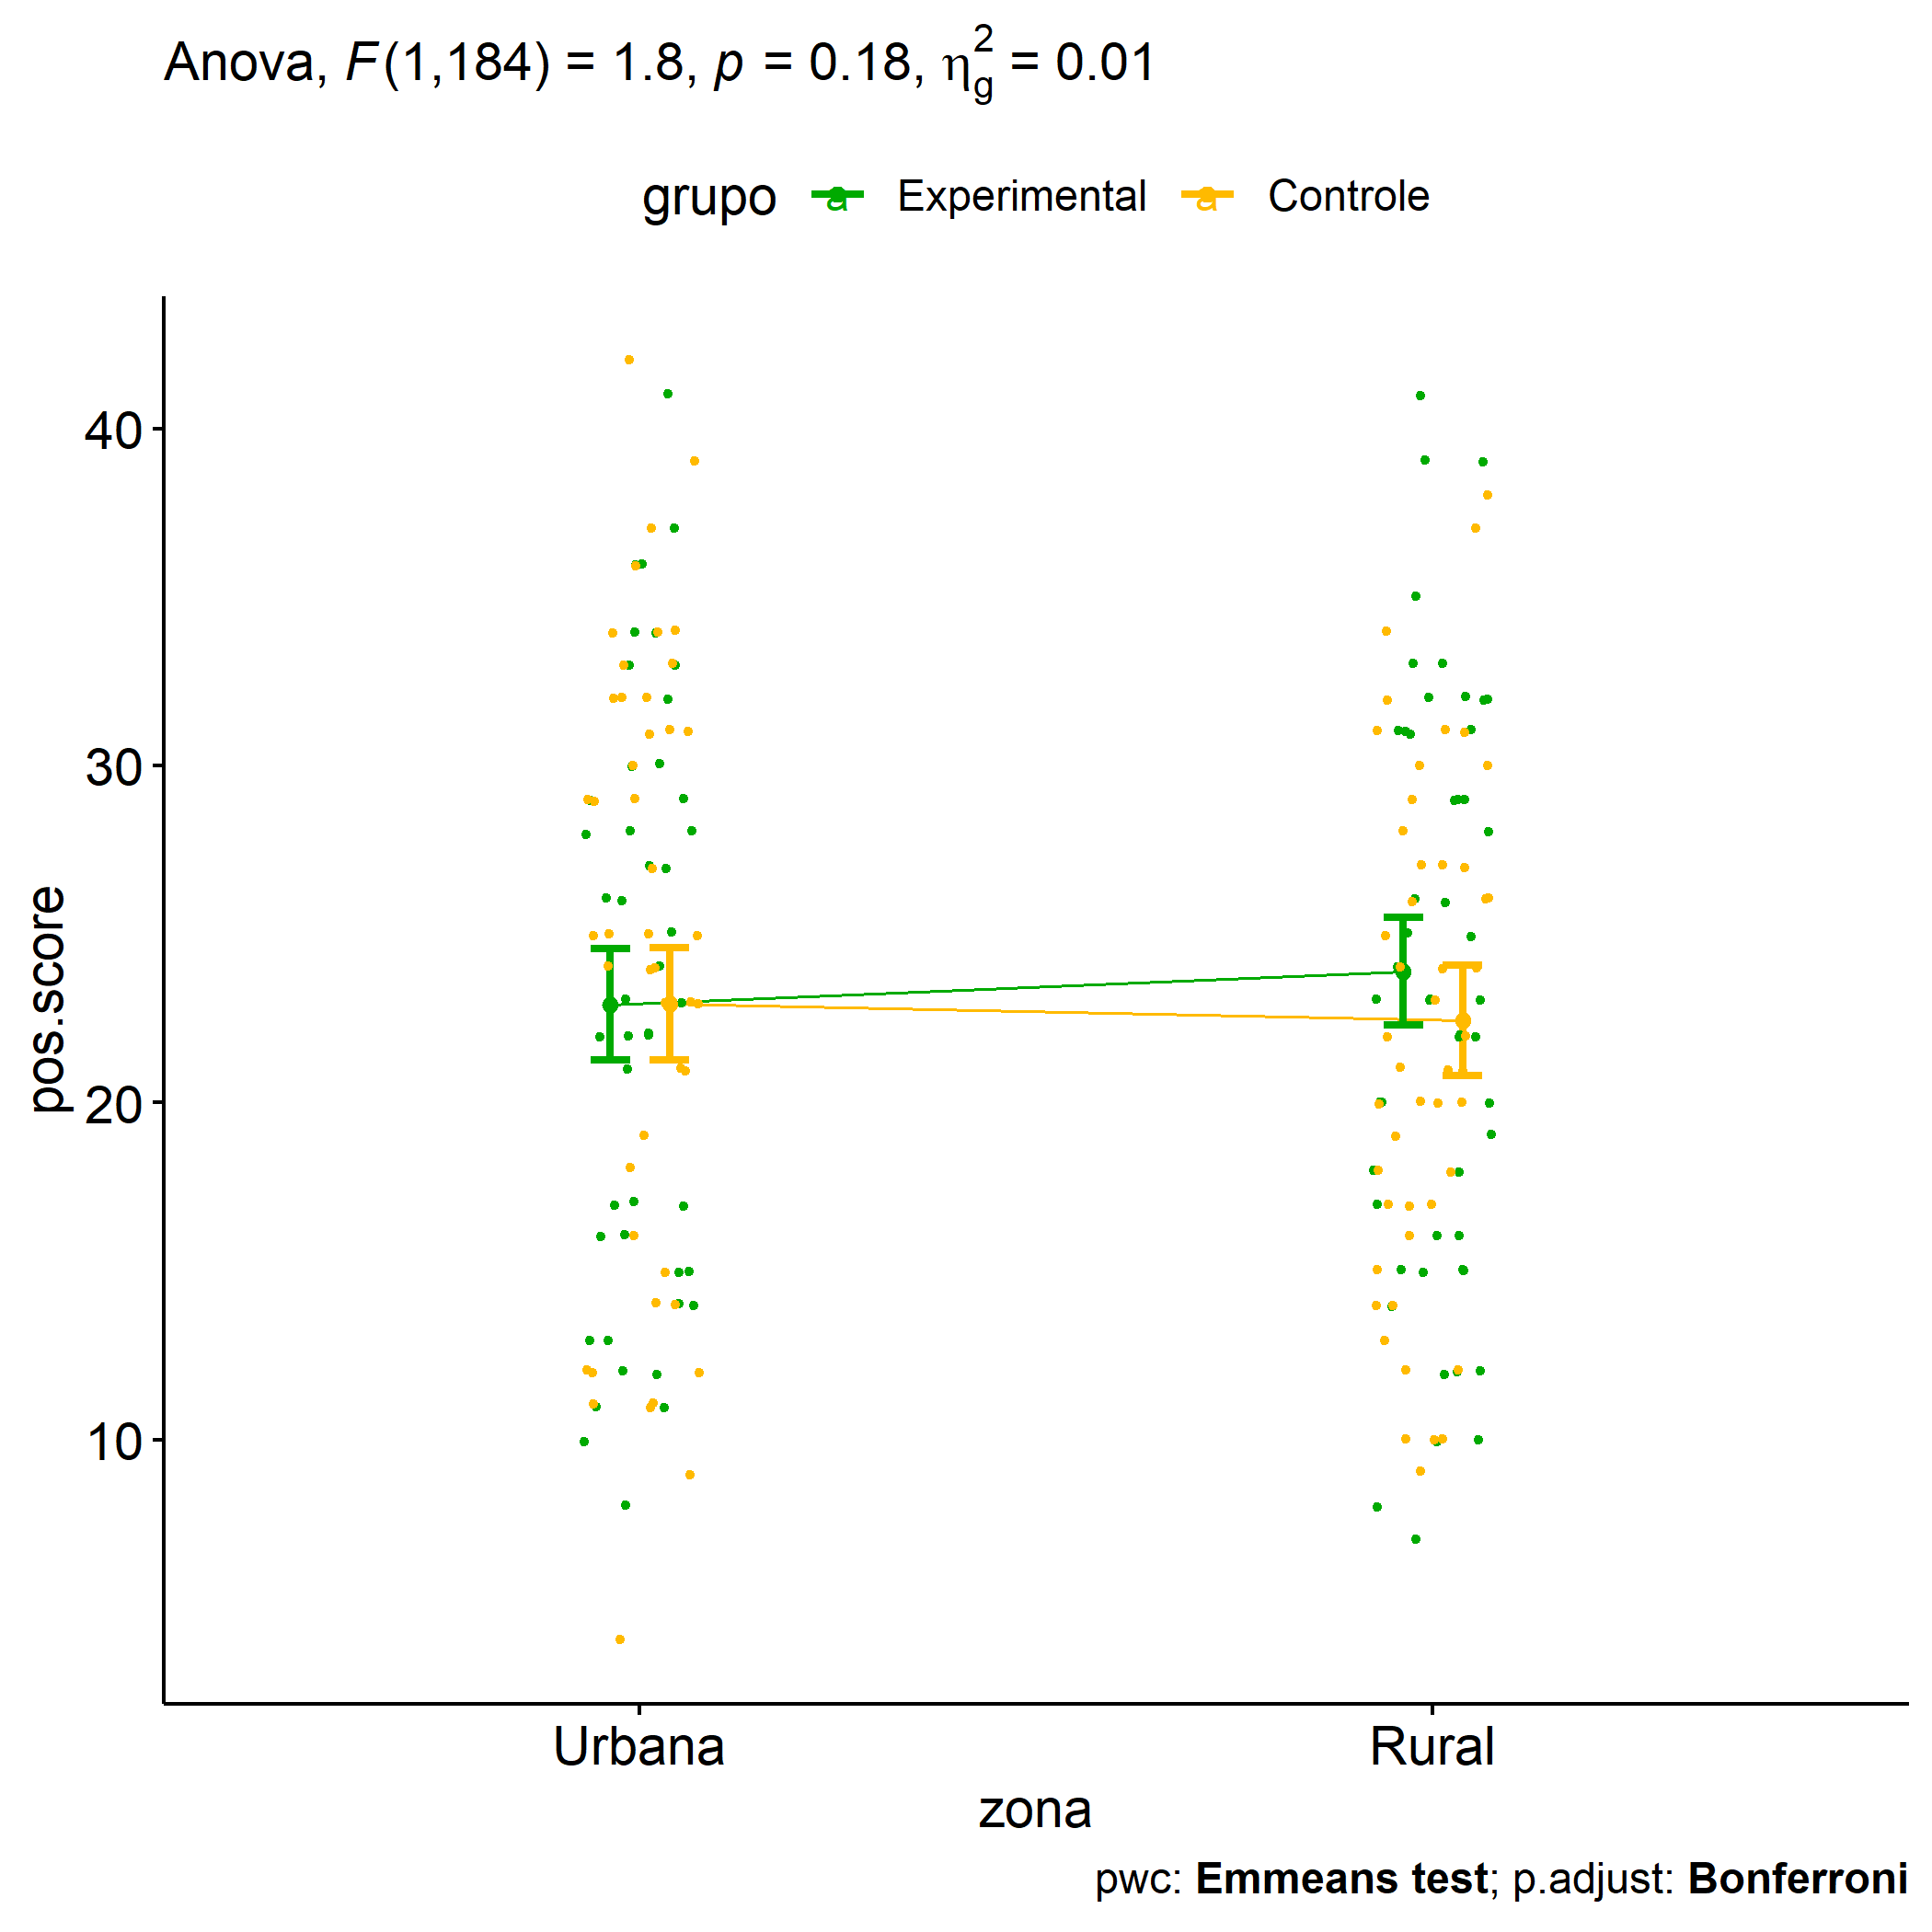 Anova, F(1,184) = 1.8, p = 0.18, η²g = 0.01
grupo a Experimental a Controle
40
30
20
10
pos.score
Urbana Rural
zona
pwc: Emmeans test; p.adjust: Bonferroni